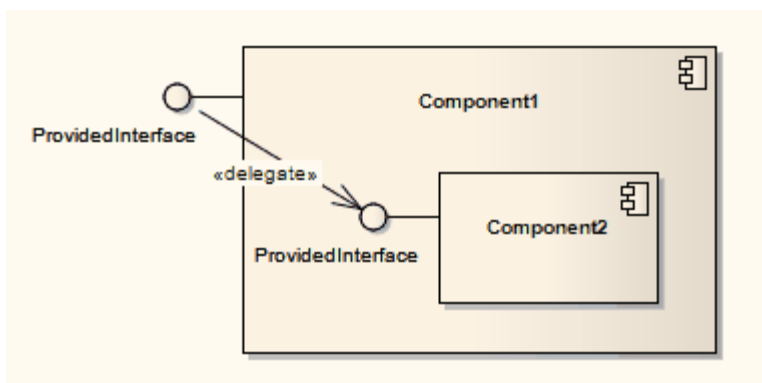 Component1
ProvidedInterface
«delegate»
Component2
ProvidedInterface